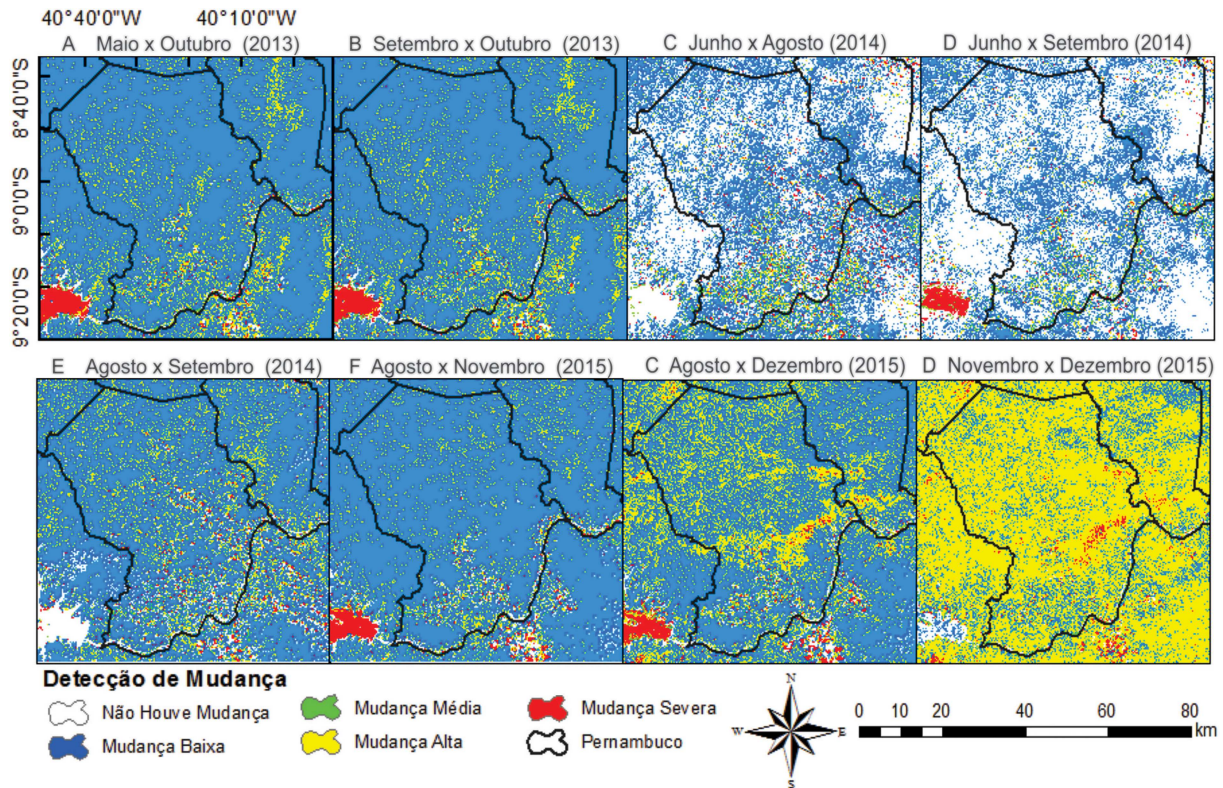 40°40'0"W 40°10'0"W
A Maio x Outubro (2013) B Setembro x Outubro (2013) C Junho x Agosto (2014) D Junho x Setembro (2014)
8°40'0"S
9°0'0"S
9°20'0"S
E Agosto x Setembro (2014) F Agosto x Novembro (2015) C Agosto x Dezembro (2015) D Novembro x Dezembro (2015)
Detecção de Mudança
Não Houve Mudança Mudança Média Mudança Severa
Mudança Baixa Mudança Alta Pernambuco
N
W E
S
0 10 20 40 60 80
km